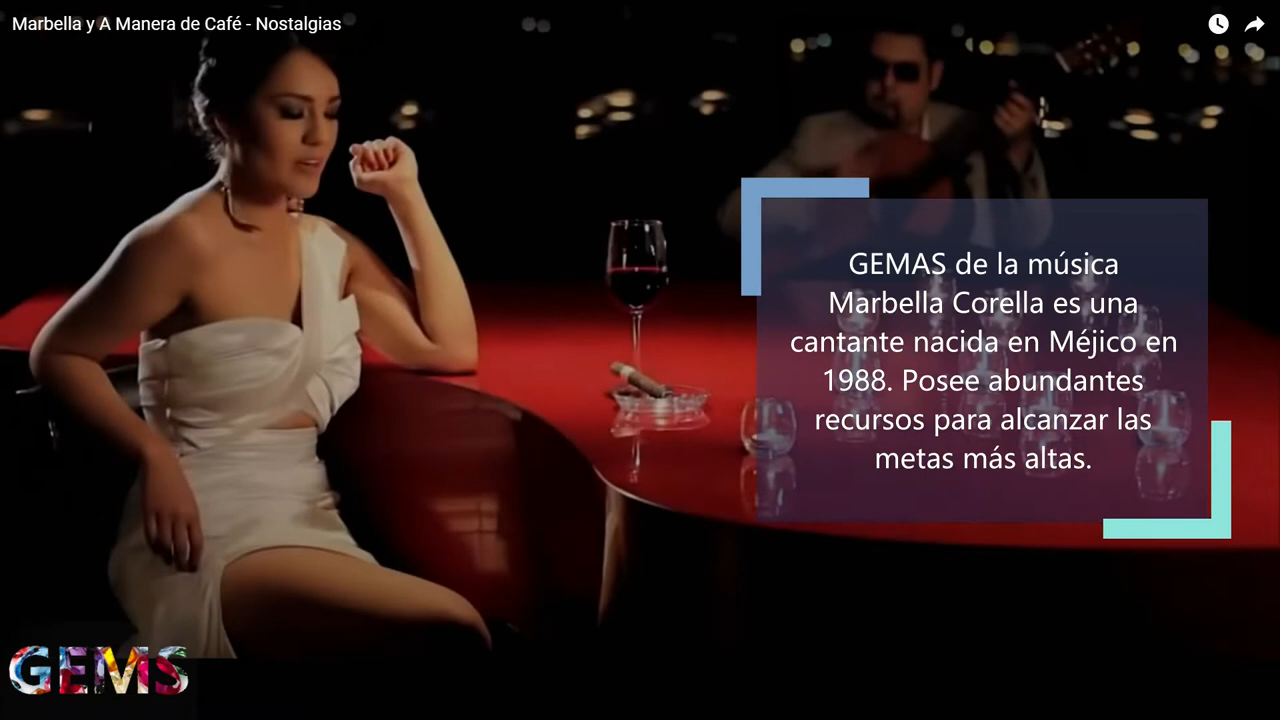 Marbella y A Manera de Café - Nostalgias
GEMAS de la música
Marbella Corella es una
cantante nacida en Méjico en
1988. Posee abundantes
recursos para alcanzar las
metas más altas.
GEMS